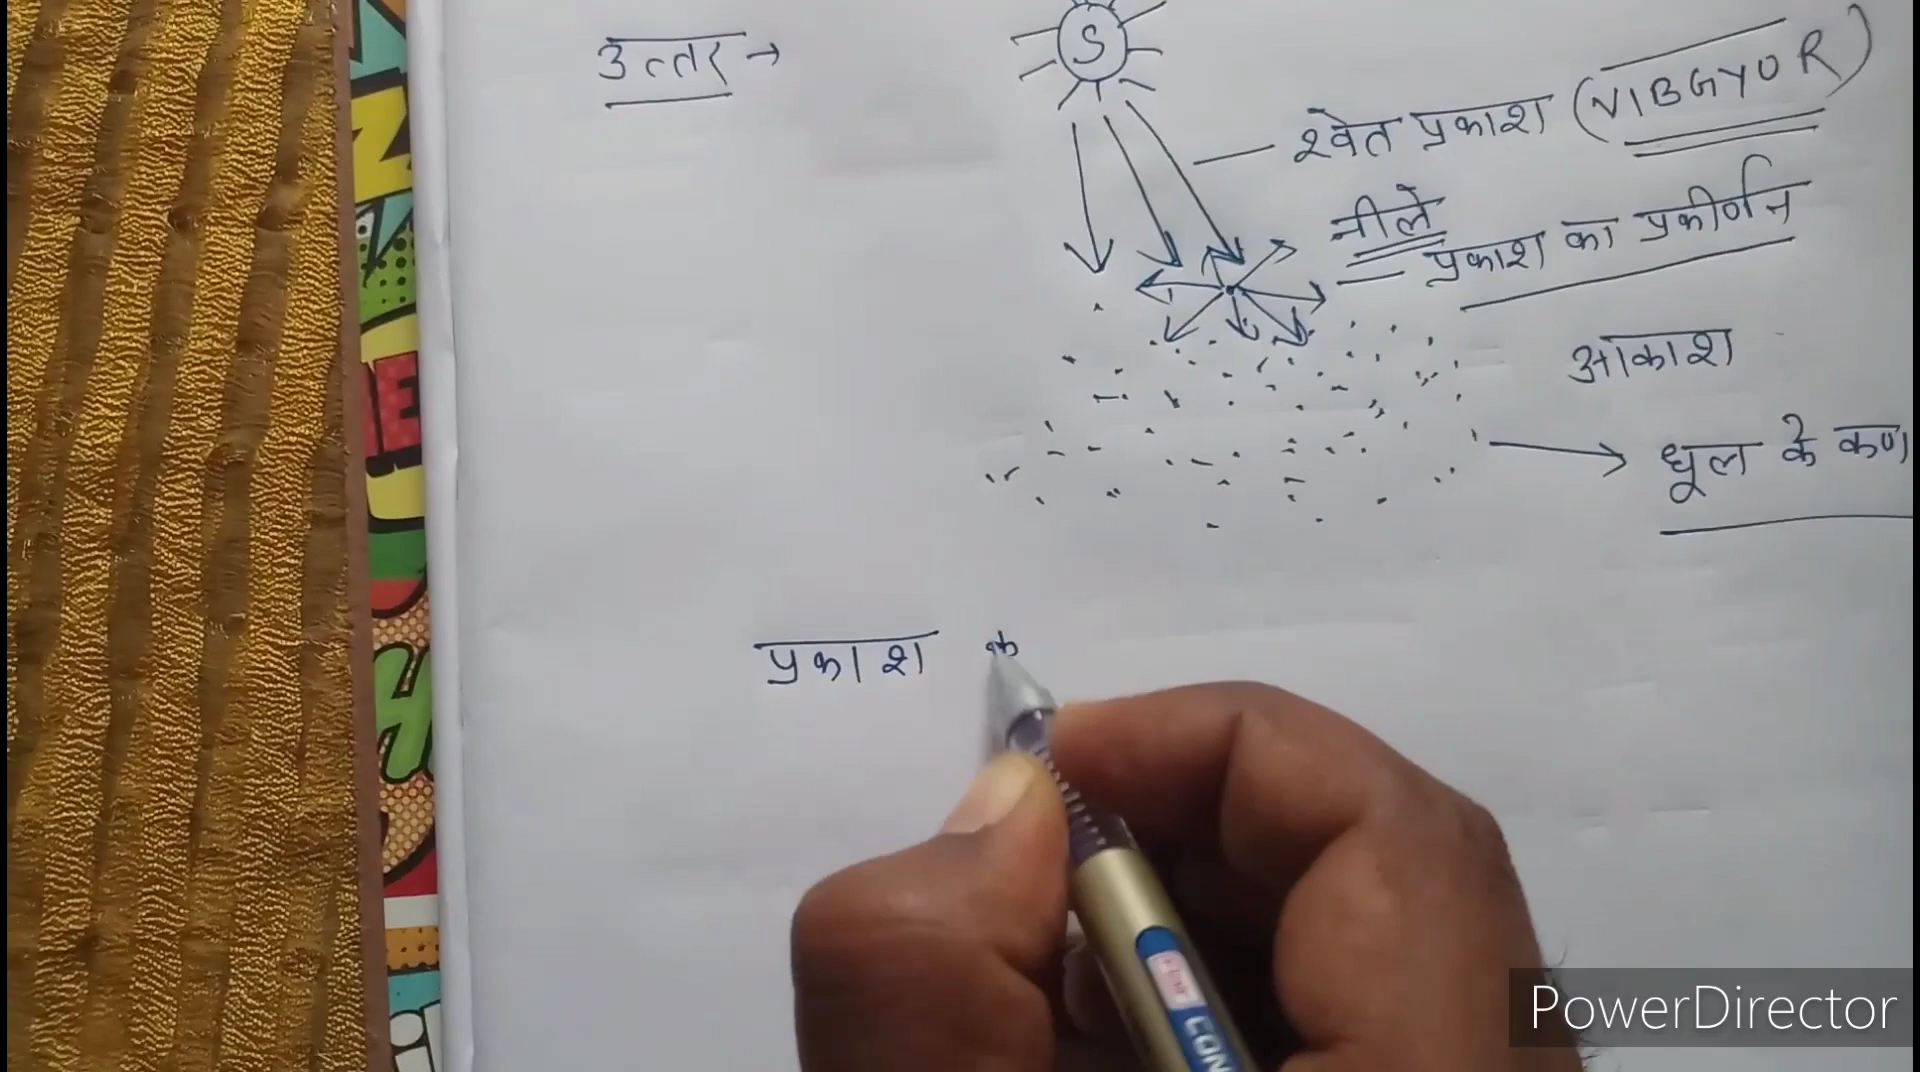 उत्तर →
S
श्वेत प्रकाश (VIBGYOR)
नीले
प्रकाश का प्रकीर्णन
आकाश
धूल के कण
प्रकाश क
PowerDirector